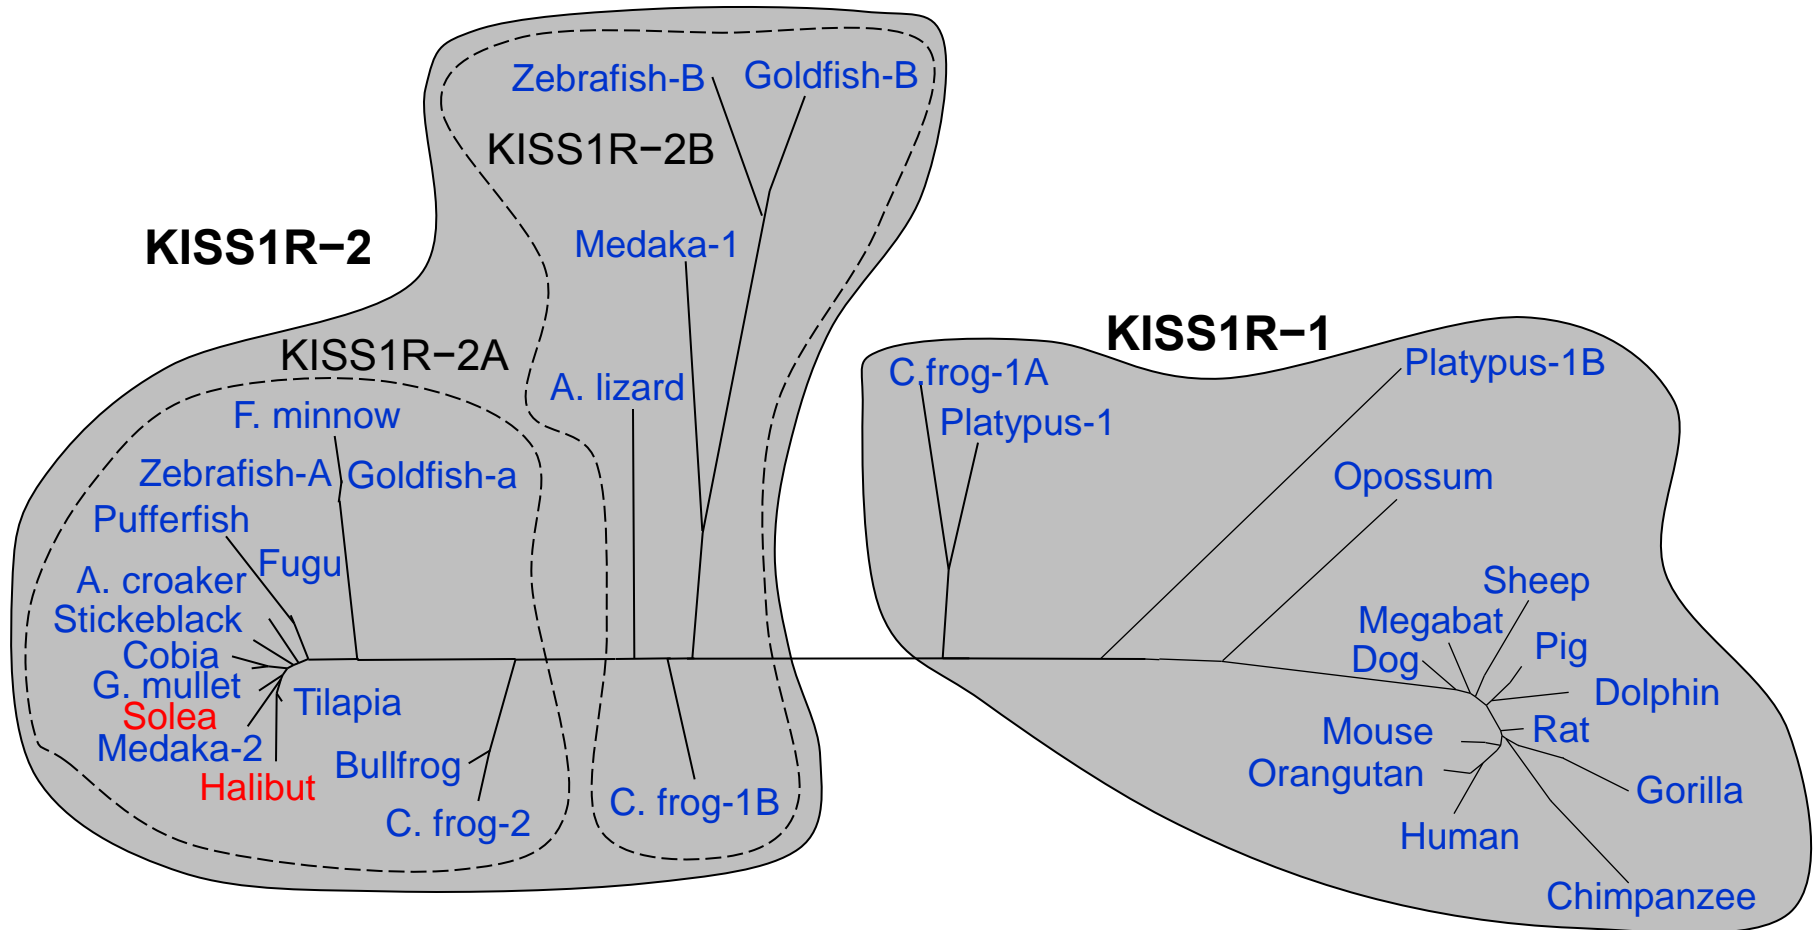 Zebrafish-B
Goldfish-B
KISS1R−2B
KISS1R−2
Medaka-1
KISS1R−2A
A. lizard
F. minnow
Zebrafish-A
Goldfish-a
Pufferfish
Fugu
A. croaker
Stickeblack
Cobia
G. mullet
Solea
Tilapia
Medaka-2
Halibut
Bullfrog
C. frog-2
C. frog-1B
KISS1R−1
C.frog-1A
Platypus-1B
Platypus-1
Opossum
Sheep
Megabat
Pig
Dog
Dolphin
Mouse
Rat
Orangutan
Gorilla
Human
Chimpanzee